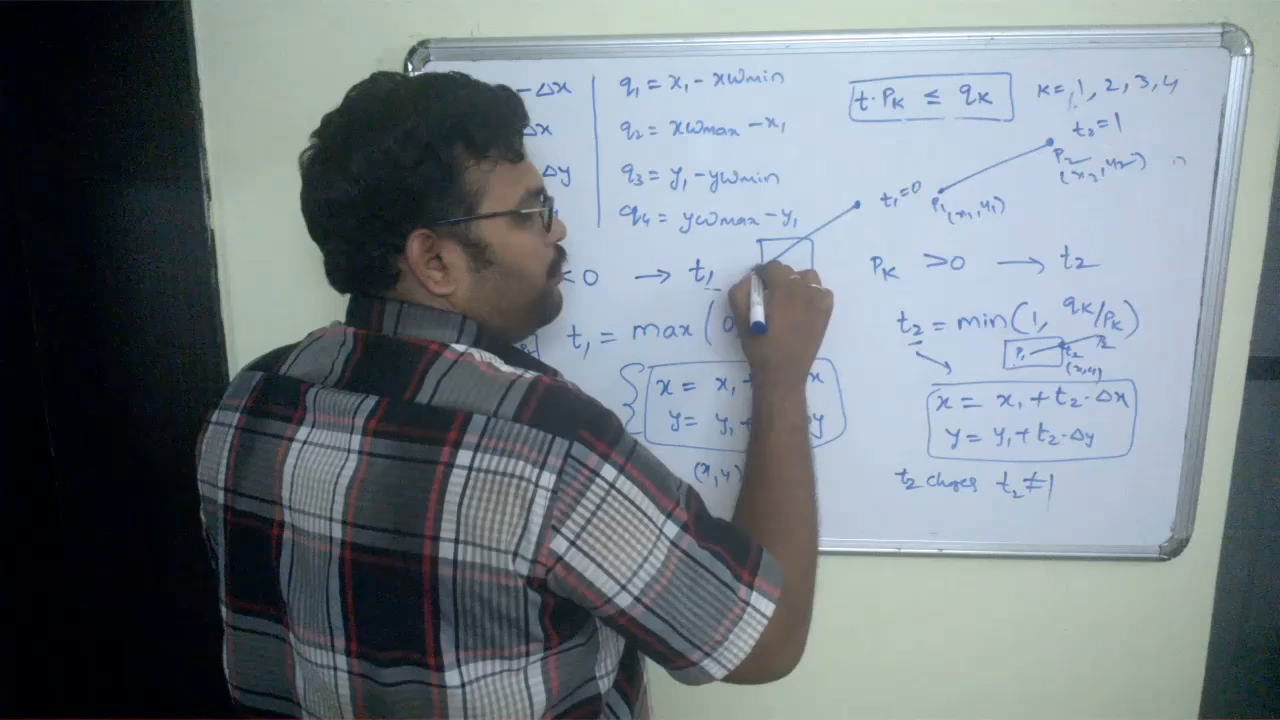 - Δx
Δx
Δy
q1 = x1 - xwmin
q2 = xwmax - x1
q3 = y1 - ywmin
q4 = ywmax - y1
t·PK ≤ qK
K=1, 2, 3, 4
t2=1
P2
(x2, y2)
t1=0
P1
(x1, y1)
< 0 → t1
t1 = max(0
x = x1 + x
y = y1 + y
(x, y)
PK >0 → t2
t2 = min(1, qK/PK)
P1
P2
t2
(x,y)
x = x1 + t2·Δx
y = y1 + t2·Δy
t2 chges t2 ≠ 1